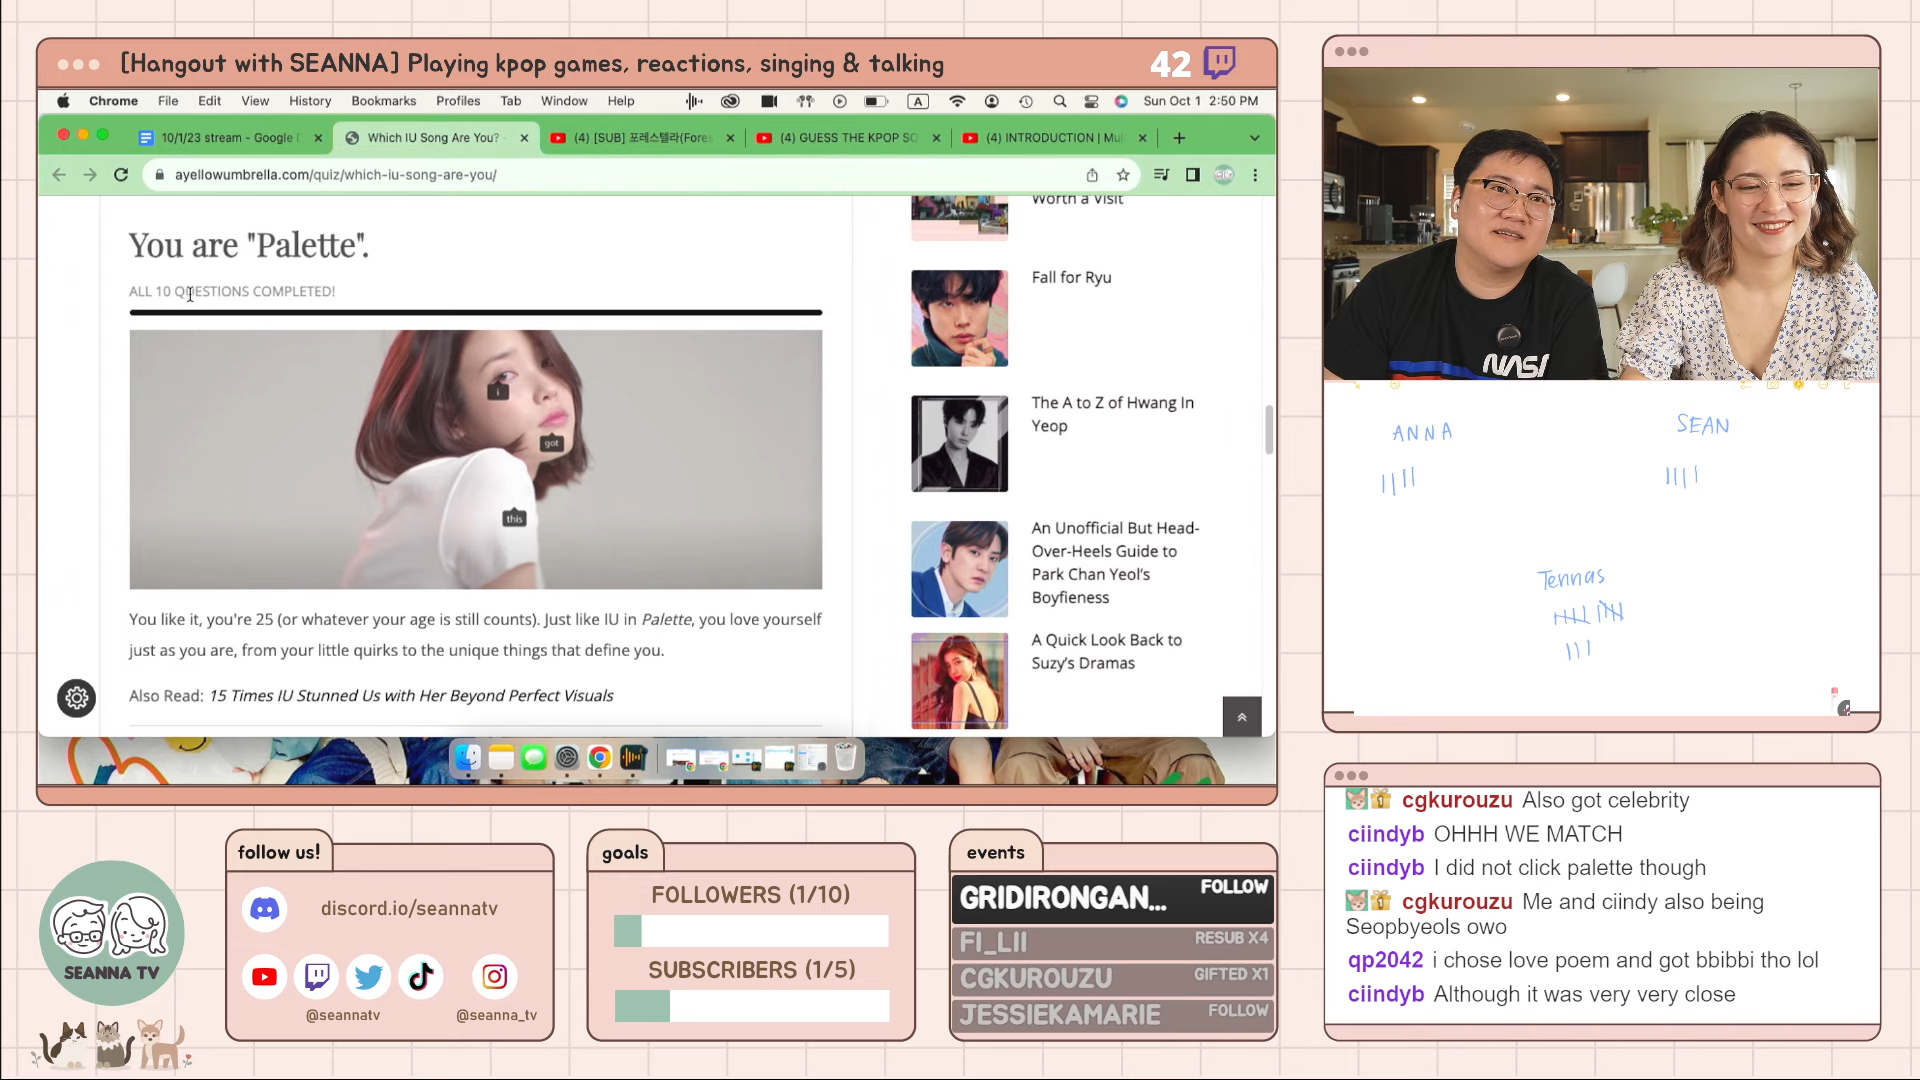 [Hangout with SEANNA] Playing kpop games, reactions, singing & talking
42
Chrome File Edit View History Bookmarks Profiles Tab Window Help
A
Sun Oct 1 2:50 PM
10/1/23 stream - Google
Which IU Song Are You?
(4) [SUB] 포레스텔라(Fores
(4) GUESS THE KPOP SO
(4) INTRODUCTION | Mul
ayellowumbrella.com/quiz/which-iu-song-are-you/
You are "Palette".
ALL 10 QUESTIONS COMPLETED!
i
got
this
You like it, you're 25 (or whatever your age is still counts). Just like IU in Palette, you love yourself
just as you are, from your little quirks to the unique things that define you.
Also Read: 15 Times IU Stunned Us with Her Beyond Perfect Visuals
Worth a Visit
Fall for Ryu
The A to Z of Hwang In
Yeop
An Unofficial But Head-
Over-Heels Guide to
Park Chan Yeol's
Boyfieness
A Quick Look Back to
Suzy's Dramas
NASA
ANNA
SEAN
Tennas
SEANNA TV
follow us!
discord.io/seannatv
@seannatv
@seanna_tv
goals
FOLLOWERS (1/10)
SUBSCRIBERS (1/5)
events
GRIDIRONGAN... FOLLOW
FI_LII RESUB X4
CGKUROUZU GIFTED X1
JESSIEKAMARIE FOLLOW
cgkurouzu Also got celebrity
ciindyb OHHH WE MATCH
ciindyb I did not click palette though
cgkurouzu Me and ciindy also being
Seopbyeols owo
qp2042 i chose love poem and got bbibbi tho lol
ciindyb Although it was very very close